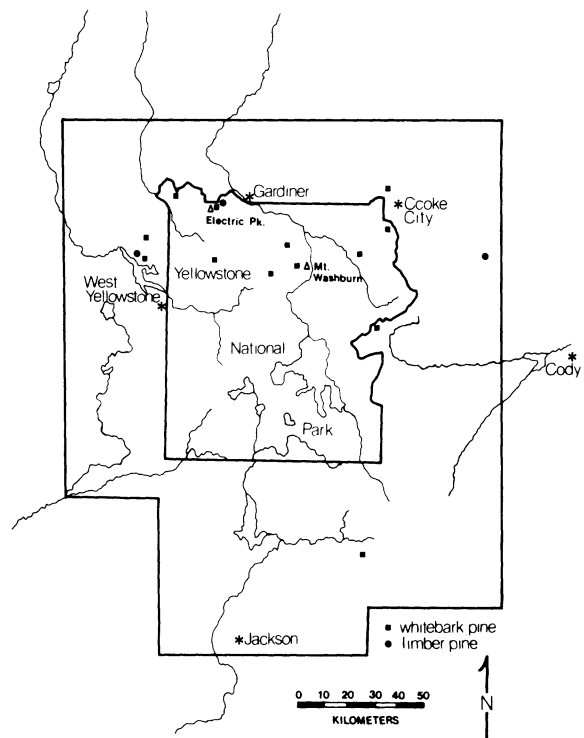 *Gardiner
*Ccoke
City
Electric Pk.
Yellowstone
Mt.
Washburn
West
Yellowstone
*
National
*
Cody
Park
*Jackson
whitebark pine
limber pine
0 10 20 30 40 50
KILOMETERS
N